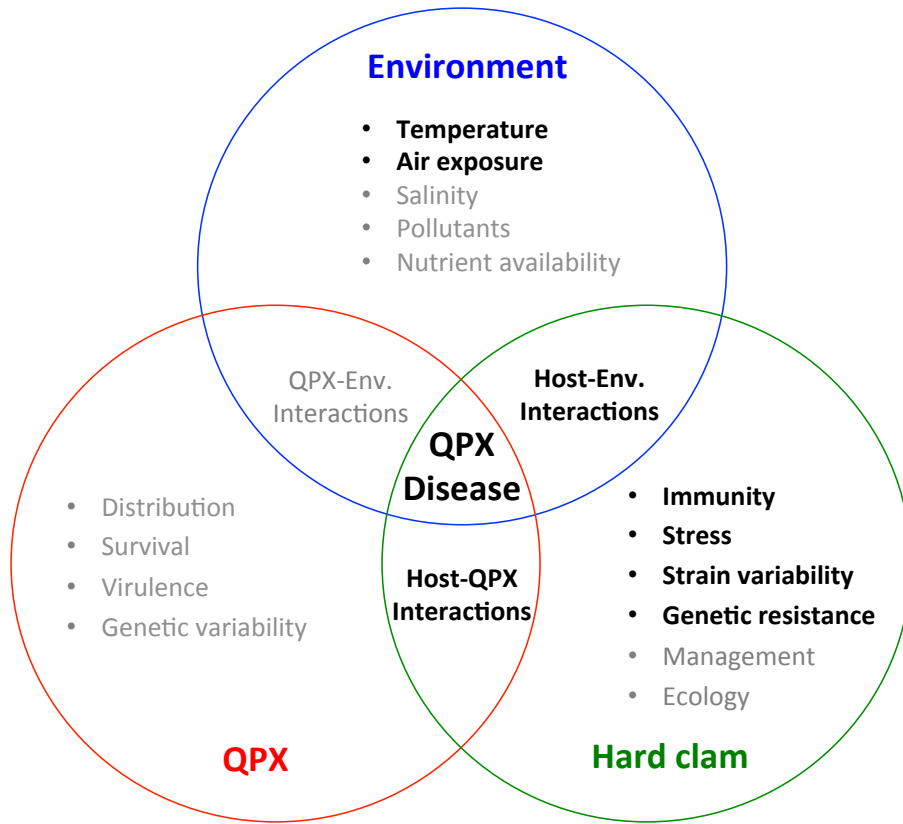 Environment
• Temperature
• Air exposure
• Salinity
• Pollutants
• Nutrient availability
QPX-Env.
Interactions
Host-Env.
Interactions
QPX
Disease
• Distribution
• Survival
• Virulence
• Genetic variability
Host-QPX
Interactions
• Immunity
• Stress
• Strain variability
• Genetic resistance
• Management
• Ecology
QPX
Hard clam